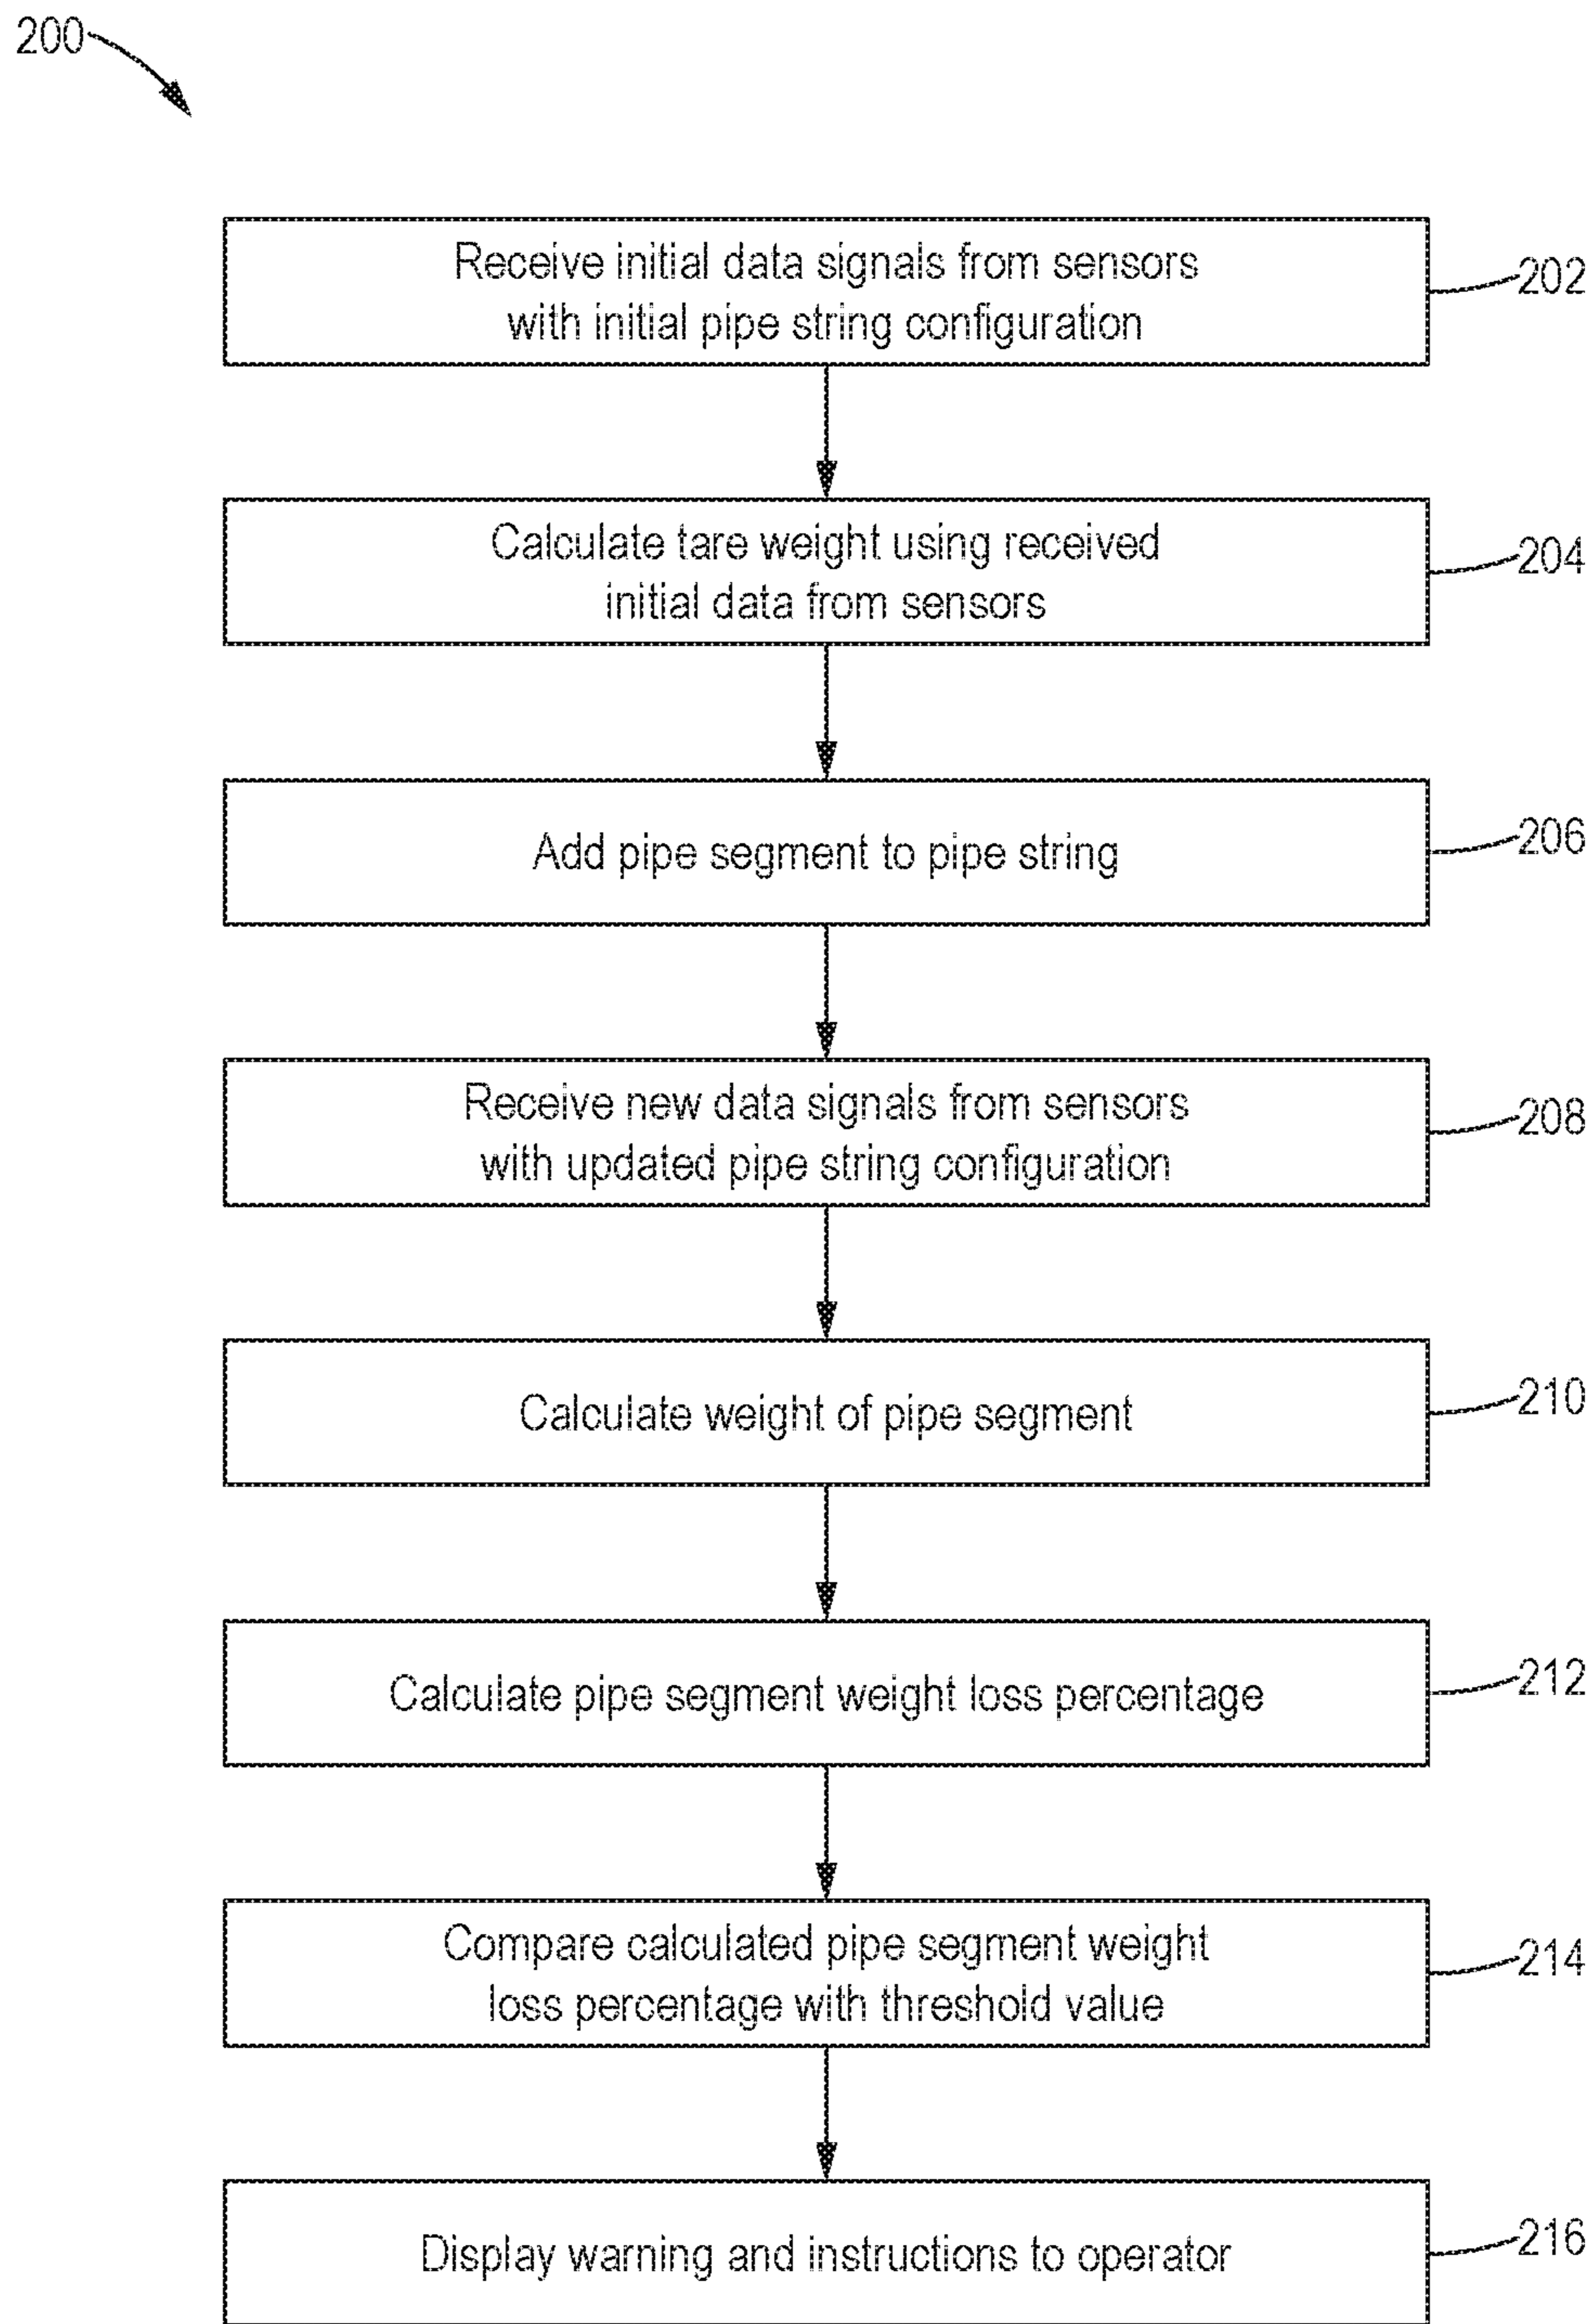 200
Receive initial data signals from sensors
with initial pipe string configuration
202
Calculate tare weight using received
initial data from sensors
204
Add pipe segment to pipe string
206
Receive new data signals from sensors
with updated pipe string configuration
208
Calculate weight of pipe segment
210
Calculate pipe segment weight loss percentage
212
Compare calculated pipe segment weight
loss percentage with threshold value
214
Display warning and instructions to operator
216